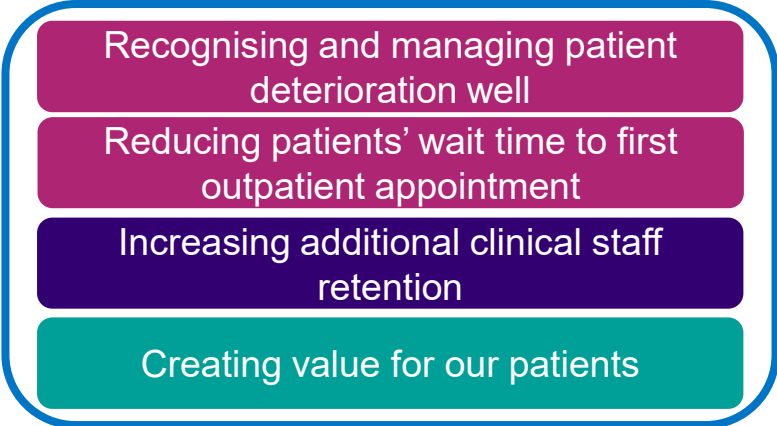 Recognising and managing patient
deterioration well
Reducing patients’ wait time to first
outpatient appointment
Increasing additional clinical staff
retention
Creating value for our patients